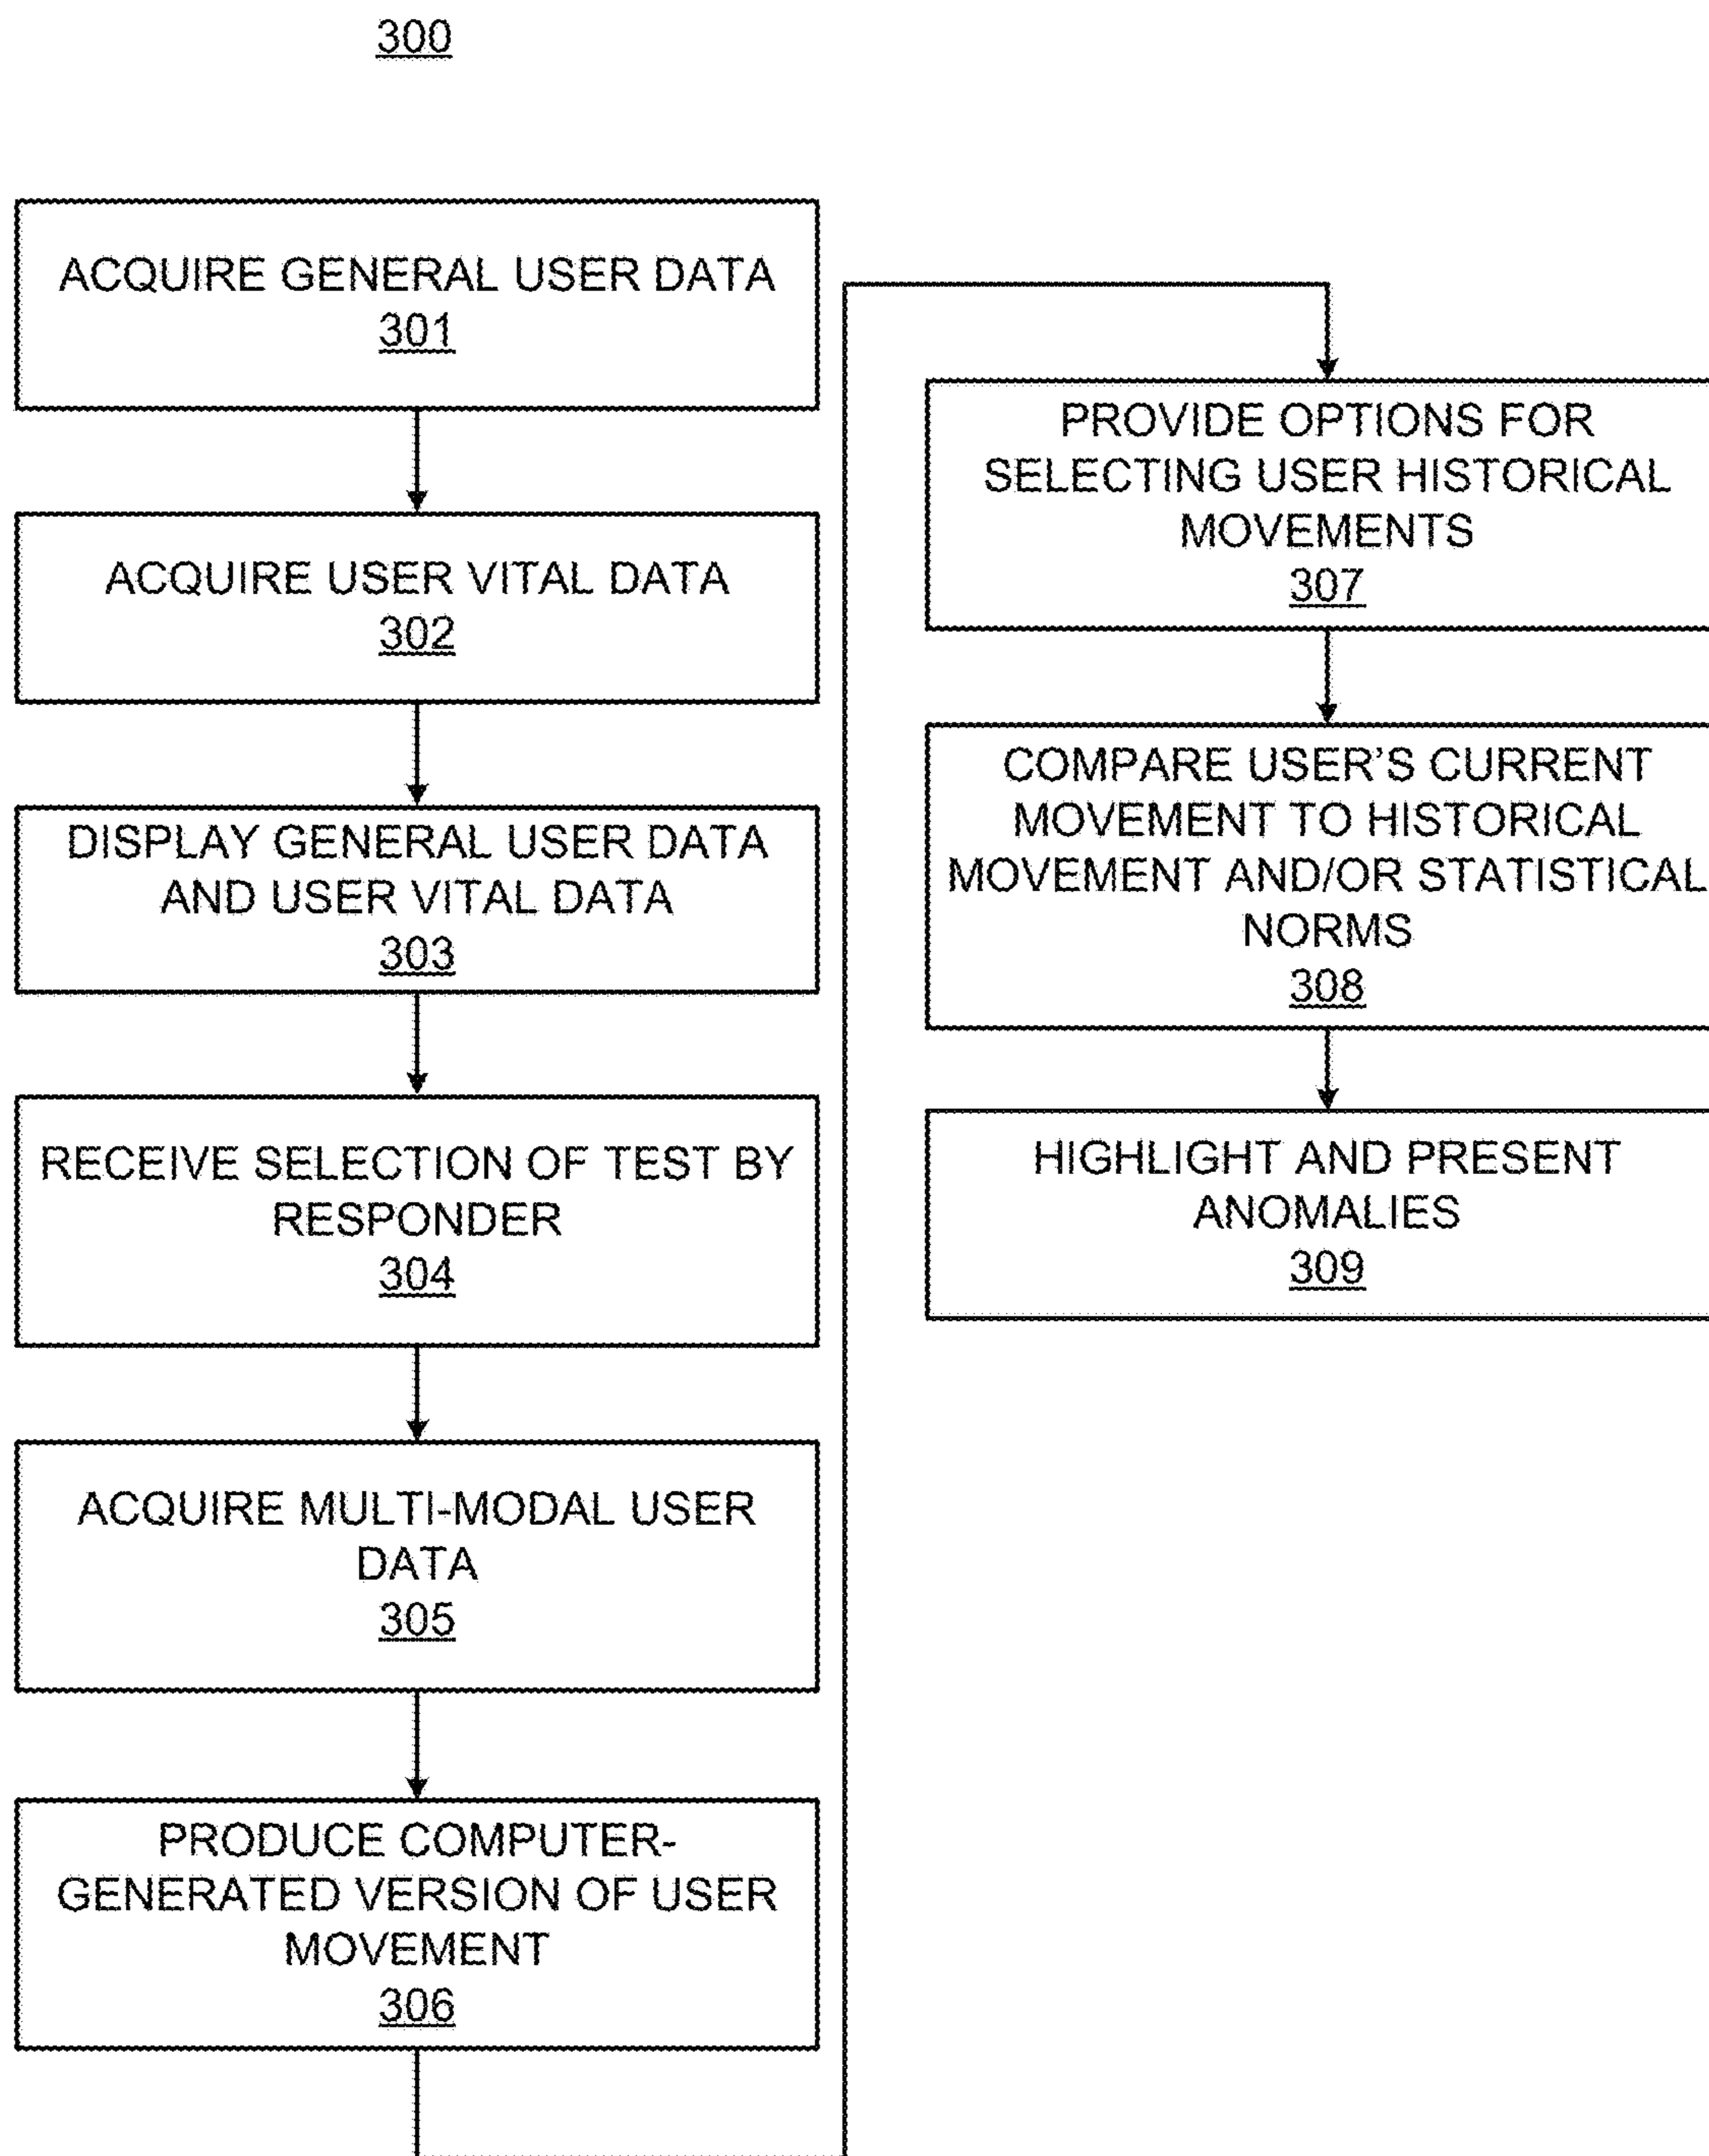 300
ACQUIRE GENERAL USER DATA
301
ACQUIRE USER VITAL DATA
302
DISPLAY GENERAL USER DATA
AND USER VITAL DATA
303
RECEIVE SELECTION OF TEST BY
RESPONDER
304
ACQUIRE MULTI-MODAL USER
DATA
305
PRODUCE COMPUTER-
GENERATED VERSION OF USER
MOVEMENT
306
PROVIDE OPTIONS FOR
SELECTING USER HISTORICAL
MOVEMENTS
307
COMPARE USER'S CURRENT
MOVEMENT TO HISTORICAL
MOVEMENT AND/OR STATISTICAL
NORMS
308
HIGHLIGHT AND PRESENT
ANOMALIES
309